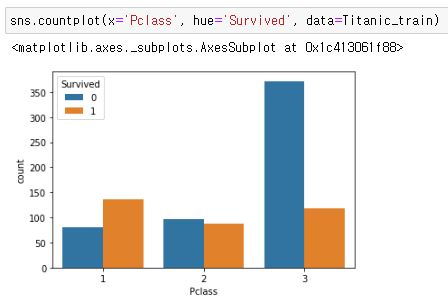 sns.countplot(x='Pclass', hue='Survived', data=Titanic_train)
<matplotlib.axes._subplots.AxesSubplot at 0x1c413061f88>
Survived
0
1
350
300
250
200
150
100
50
0
count
1 2 3
Pclass